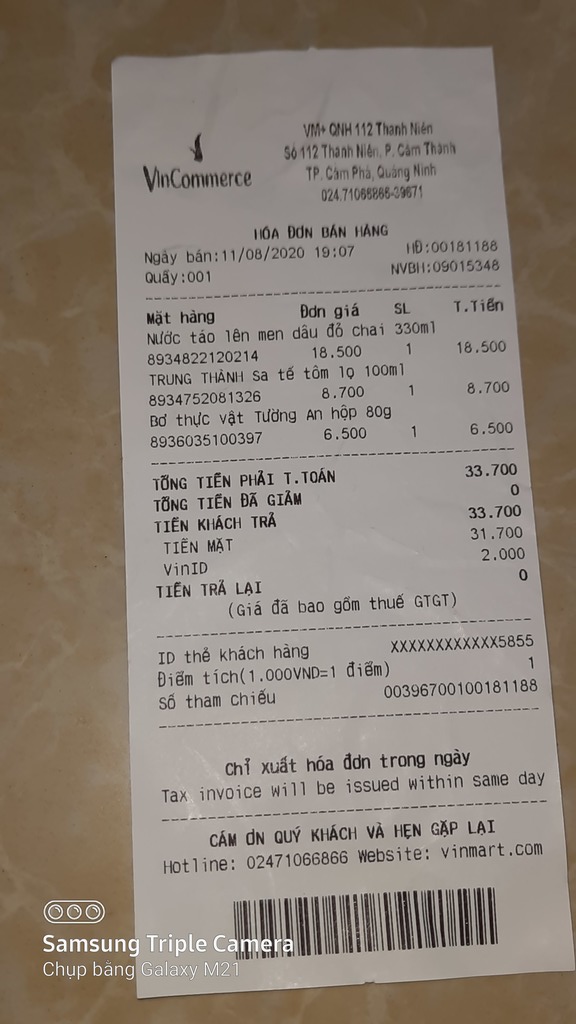 VinCommerce
VM+ QNH 112 Thanh Niên
Số 112 Thanh Niên, P. Cẩm Thành
TP. Cẩm Phả, Quảng Ninh
024.71066866-39671
HÓA ĐƠN BÁN HÀNG
Ngày bán:11/08/2020 19:07 HĐ:00181188
Quầy:001 NVBH:09015348
Mặt hàng Đơn giá SL T.Tiền
Nước táo lên men dâu đỏ chai 330ml
8934822120214 18.500 1 18.500
TRUNG THÀNH Sa tế tôm lọ 100ml
8934752081326 8.700 1 8.700
Bơ thực vật Tường An hộp 80g
8936035100397 6.500 1 6.500
TỔNG TIỀN PHẢI T.TOÁN 33.700
TỔNG TIỀN ĐÃ GIẢM 0
TIỀN KHÁCH TRẢ 33.700
TIỀN MẶT 31.700
VinID 2.000
TIỀN TRẢ LẠI 0
(Giá đã bao gồm thuế GTGT)
ID thẻ khách hàng XXXXXXXXXXXX5855
Điểm tích(1.000VND=1 điểm) 1
Số tham chiếu 00396700100181188
Chỉ xuất hóa đơn trong ngày
Tax invoice will be issued within same day
CẢM ƠN QUÝ KHÁCH VÀ HẸN GẶP LẠI
Hotline: 02471066866 Website: vinmart.com
Samsung Triple Camera
Chụp bằng Galaxy M21